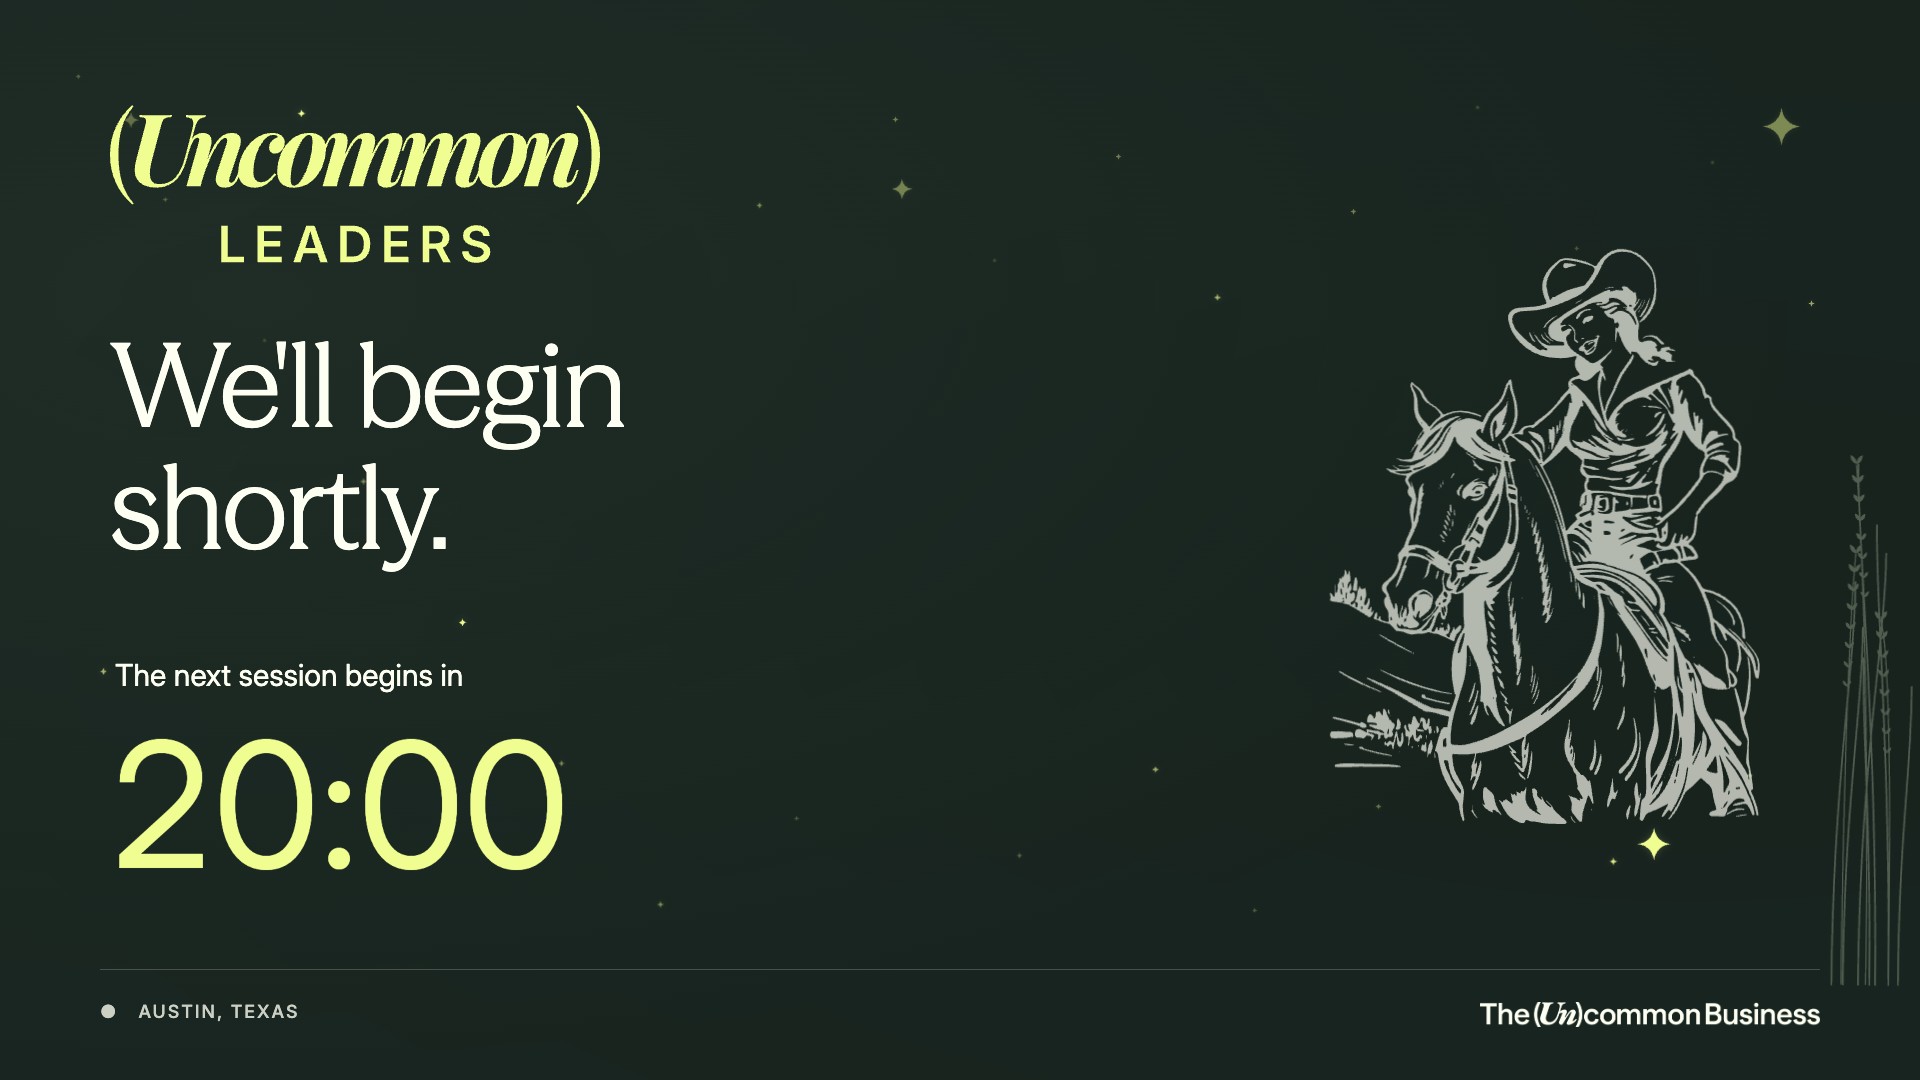 (Uncommon)
LEADERS
We'll begin
shortly.
The next session begins in
20:00
AUSTIN, TEXAS
The (Un)common Business